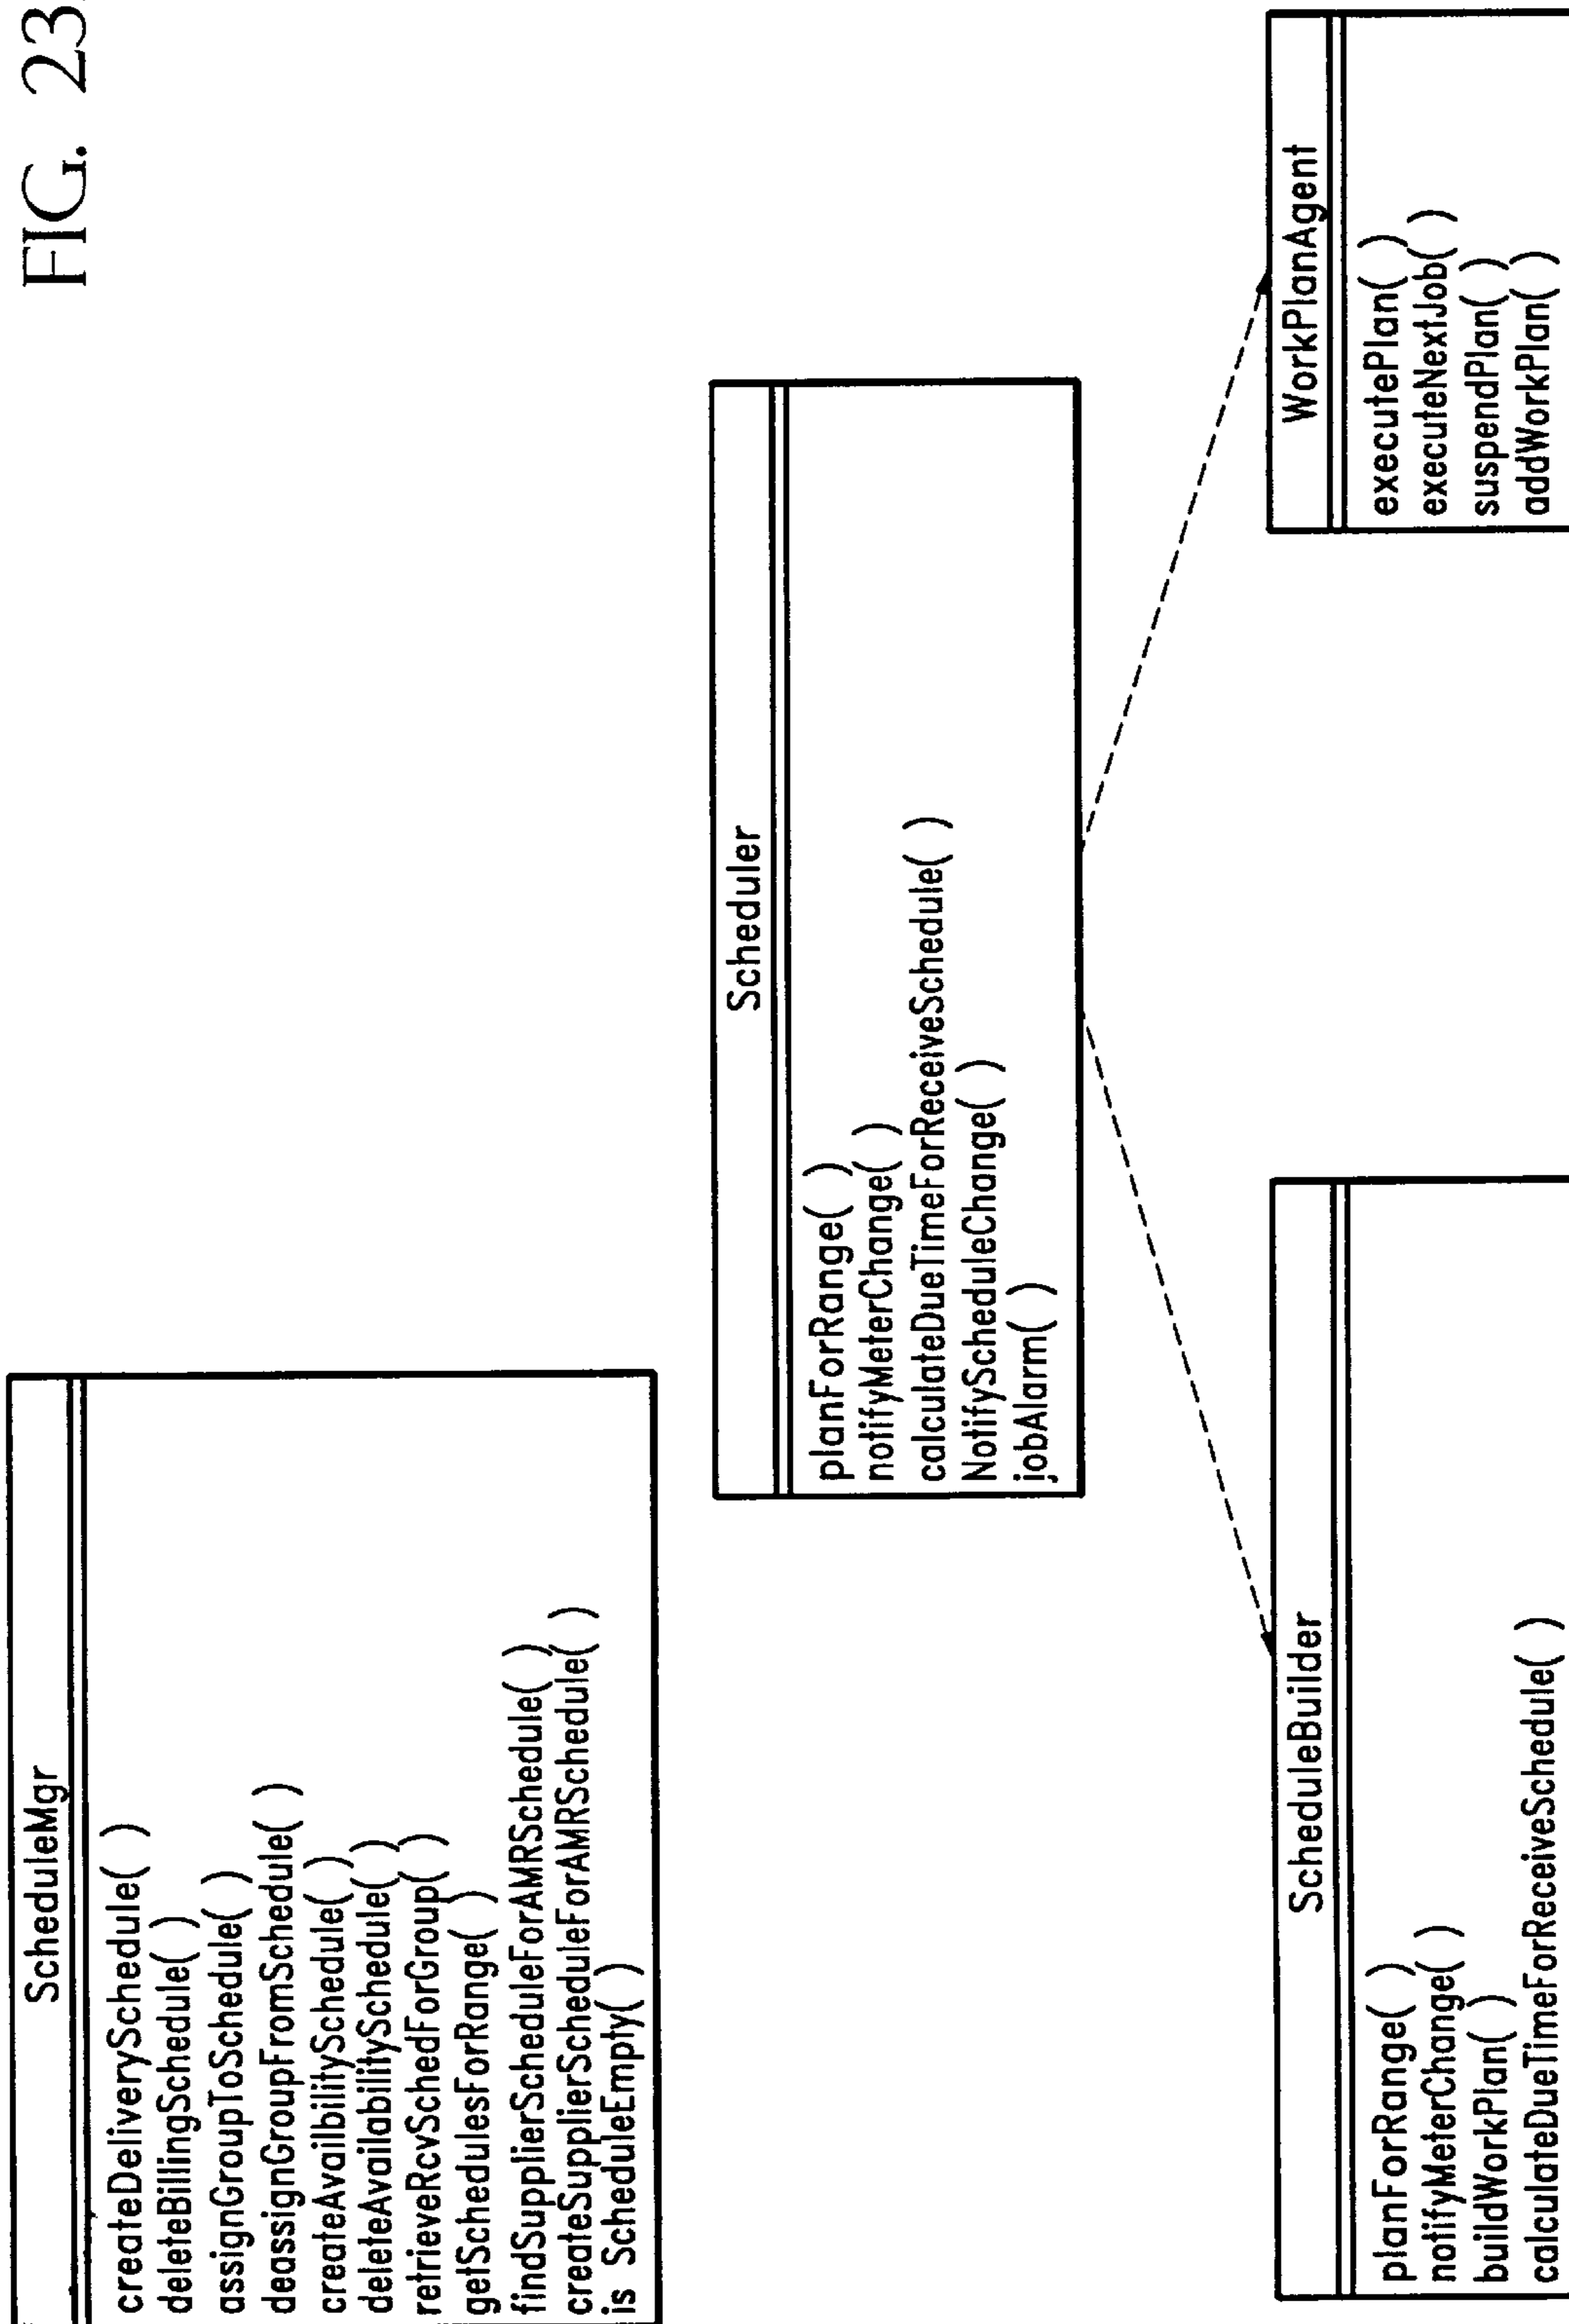 FIG. 23
ScheduleMgr
createDeliverySchedule( )
deleteBillingSchedule( )
assignGroupToSchedule( )
deassignGroupFromSchedule( )
createAvailbilitySchedule( )
deleteAvailabilitySchedule( )
retrieveRcvSchedForGroup( )
getSchedulesForRange( )
findSupplierScheduleForAMRSchedule( )
createSupplierScheduleForAMRSchedule( )
is ScheduleEmpty( )
Scheduler
planForRange( )
notifyMeterChange( )
calculateDueTimeForReceiveSchedule( )
NotifyScheduleChange( )
jobAlarm( )
ScheduleBuilder
planForRange( )
notifyMeterChange( )
buildWorkPlan( )
calculateDueTimeForReceiveSchedule( )
WorkPlanAgent
executePlan( )
executeNextJob( )
suspendPlan( )
addWorkPlan( )